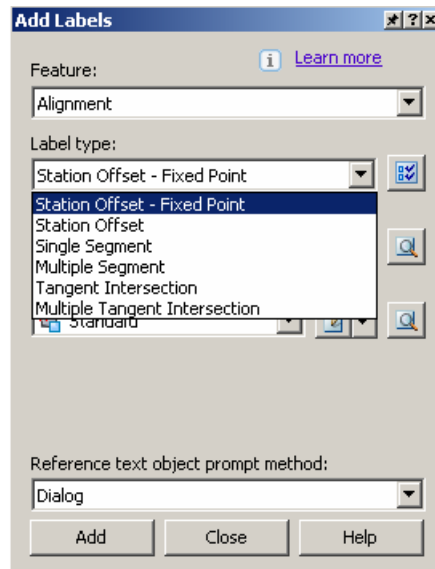 Add Labels
Learn more
Feature:
Alignment
Label type:
Station Offset - Fixed Point
Station Offset - Fixed Point
Station Offset
Single Segment
Multiple Segment
Tangent Intersection
Multiple Tangent Intersection
Standard
Reference text object prompt method:
Dialog
Add Close Help